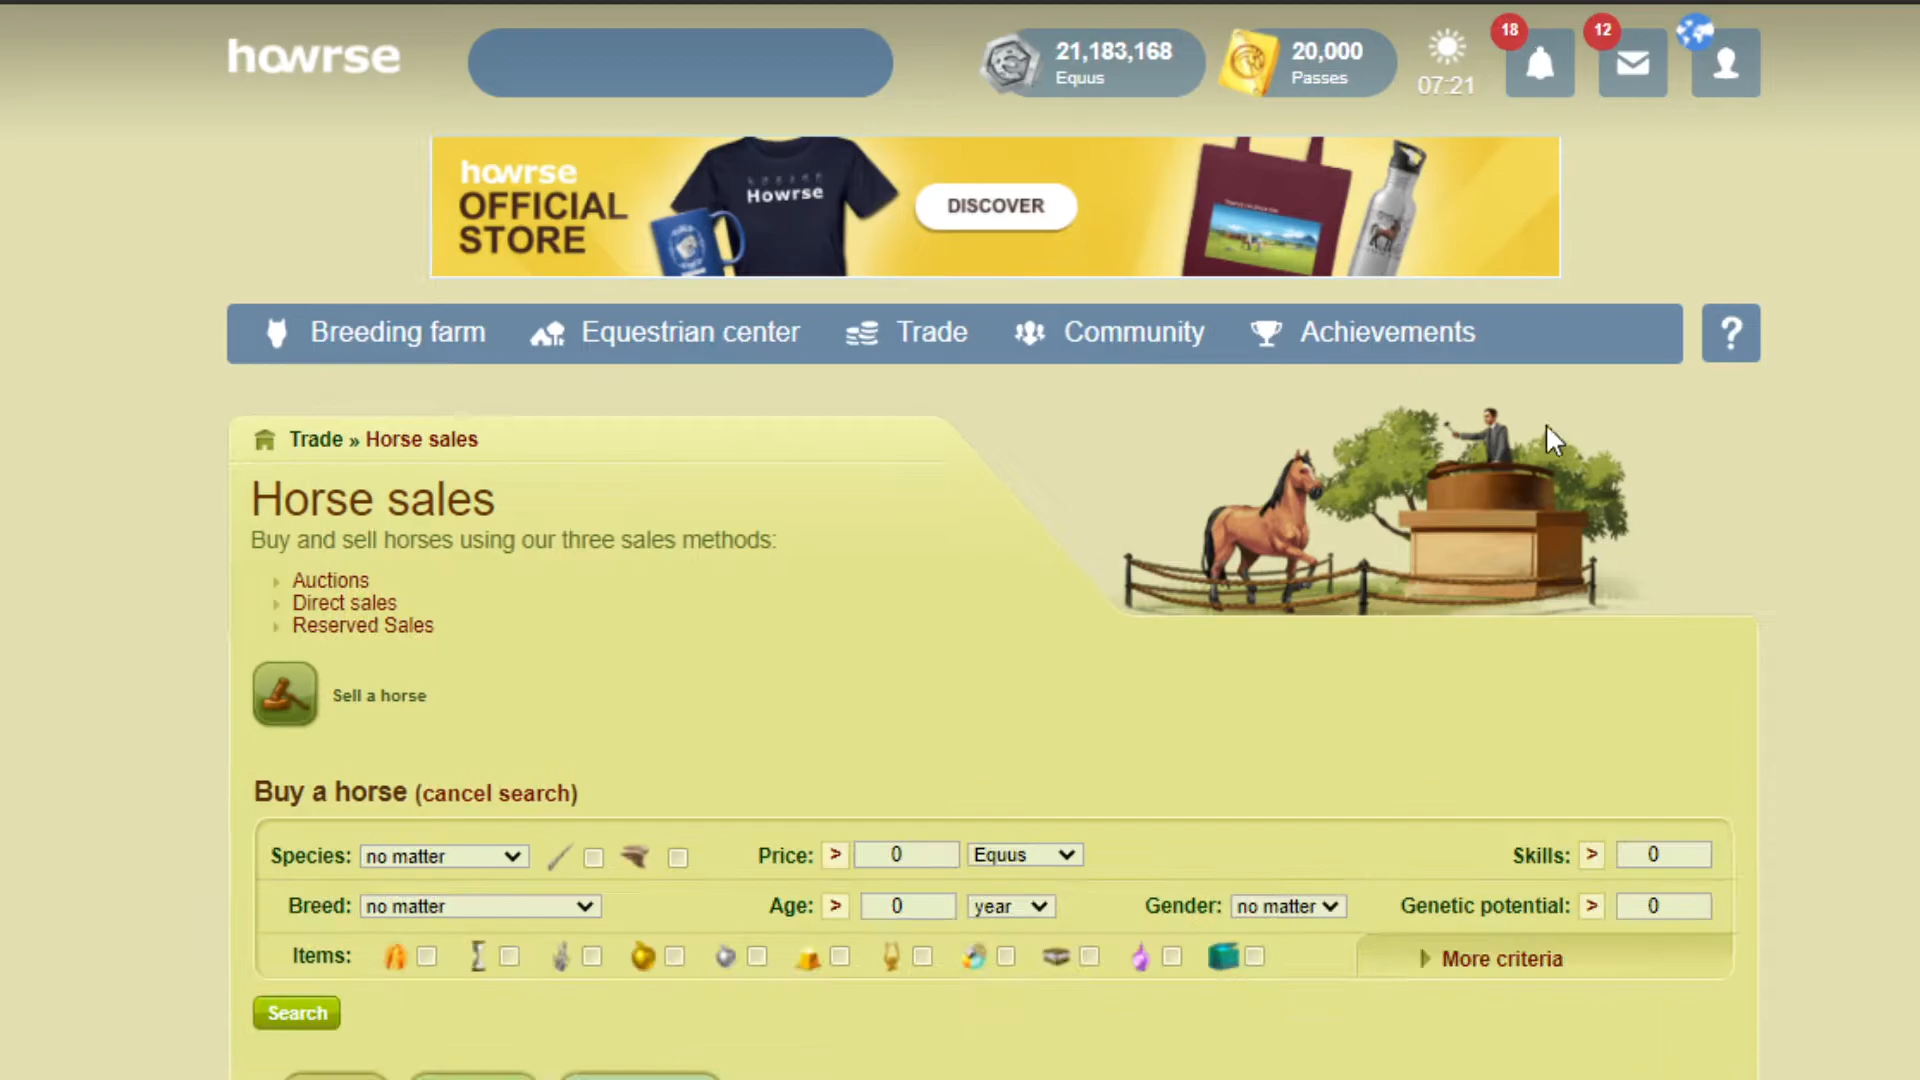 howrse
21,183,168
Equus
20,000
Passes
07:21
18
12
howrse
OFFICIAL
STORE
Howrse
DISCOVER
Breeding farm
Equestrian center
Trade
Community
Achievements
?
Trade » Horse sales
Horse sales
Buy and sell horses using our three sales methods:
Auctions
Direct sales
Reserved Sales
Sell a horse
Buy a horse (cancel search)
Species: no matter Price: > 0 Equus Skills: > 0
Breed: no matter Age: > 0 year Gender: no matter Genetic potential: > 0
Items: More criteria
Search